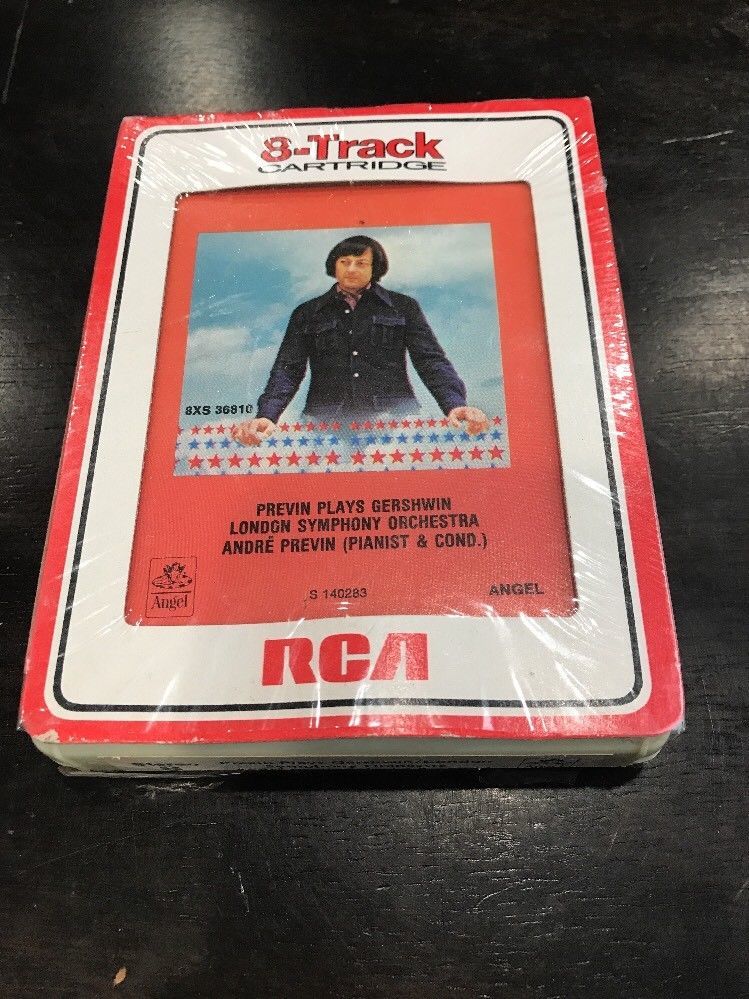 8-Track
CARTRIDGE
8XS 36810
PREVIN PLAYS GERSHWIN
LONDON SYMPHONY ORCHESTRA
ANDRÉ PREVIN (PIANIST & COND.)
Angel
S 140283
ANGEL
RCA